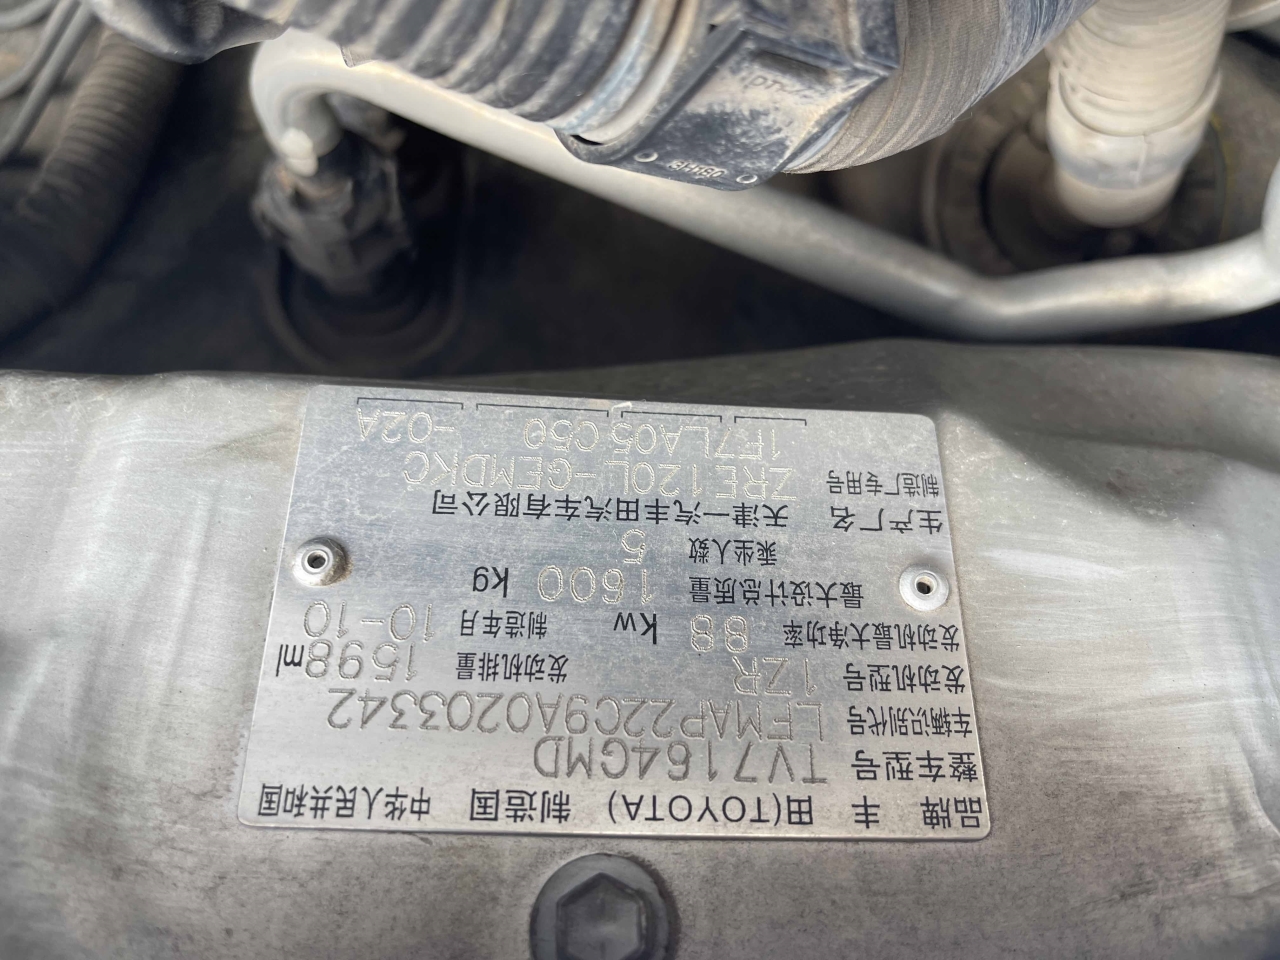 品牌 丰田(TOYOTA) 制造国 中华人民共和国
整车型号 TV7164GMD
车辆识别代号 LFMAP22C9A0203342
发动机型号 1ZR 发动机排量 1598ml
发动机最大净功率 88 kw 制造年月 10-10
最大设计总质量 1600 kg
乘坐人数 5
生产厂名 天津一汽丰田汽车有限公司
制造厂专用号 ZRE120L-GEMDKC
1F7LA05C50 -02A